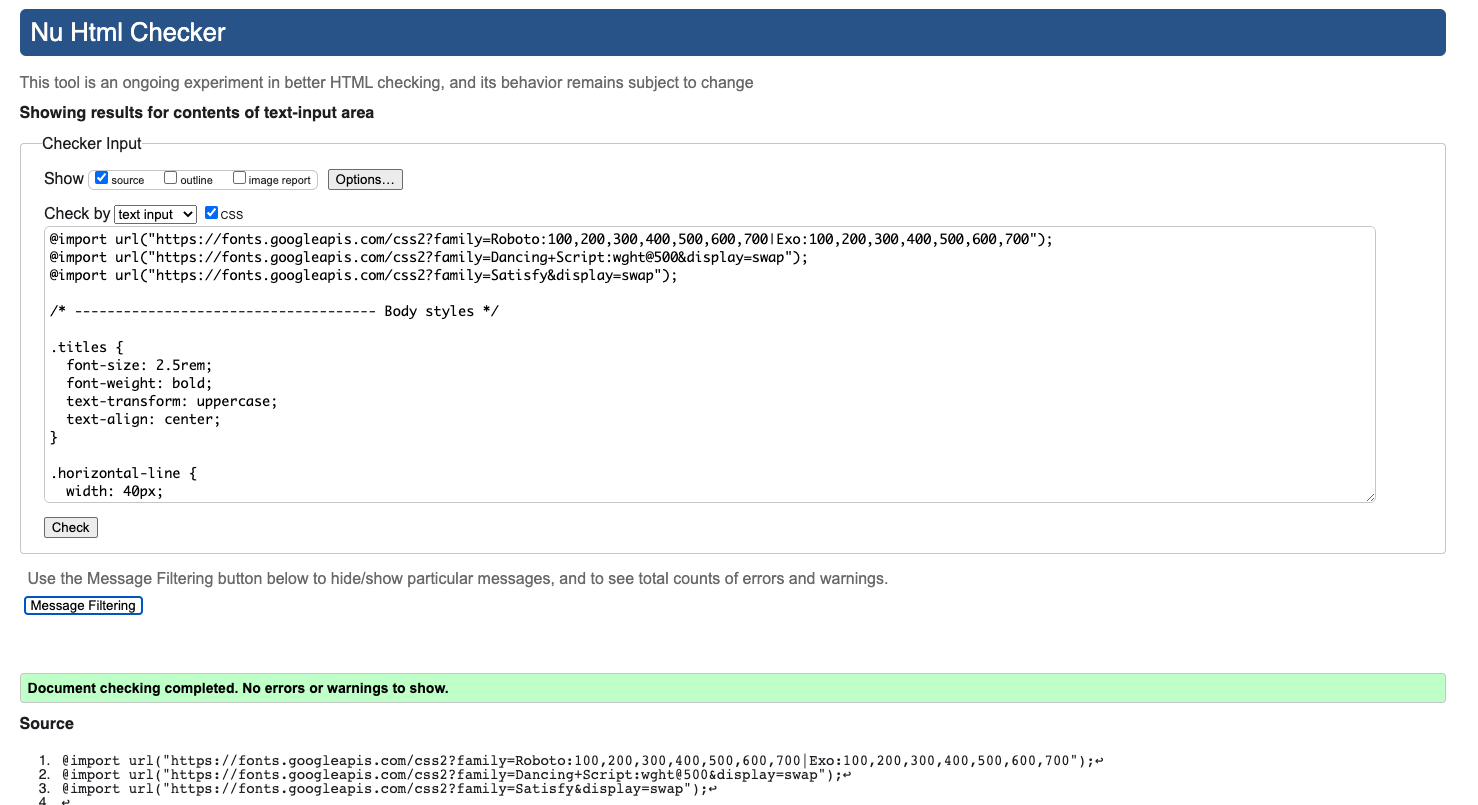 Nu Html Checker
This tool is an ongoing experiment in better HTML checking, and its behavior remains subject to change
Showing results for contents of text-input area
Checker Input
Show source outline image report Options...
Check by text input css
@import url("https://fonts.googleapis.com/css2?family=Roboto:100,200,300,400,500,600,700|Exo:100,200,300,400,500,600,700");
@import url("https://fonts.googleapis.com/css2?family=Dancing+Script:wght@500&display=swap");
@import url("https://fonts.googleapis.com/css2?family=Satisfy&display=swap");
/* ------------------------------------- Body styles */
.titles {
font-size: 2.5rem;
font-weight: bold;
text-transform: uppercase;
text-align: center;
}
.horizontal-line {
width: 40px;
Check
Use the Message Filtering button below to hide/show particular messages, and to see total counts of errors and warnings.
Message Filtering
Document checking completed. No errors or warnings to show.
Source
1. @import url("https://fonts.googleapis.com/css2?family=Roboto:100,200,300,400,500,600,700|Exo:100,200,300,400,500,600,700");↩
2. @import url("https://fonts.googleapis.com/css2?family=Dancing+Script:wght@500&display=swap");↩
3. @import url("https://fonts.googleapis.com/css2?family=Satisfy&display=swap");↩
4. ↩